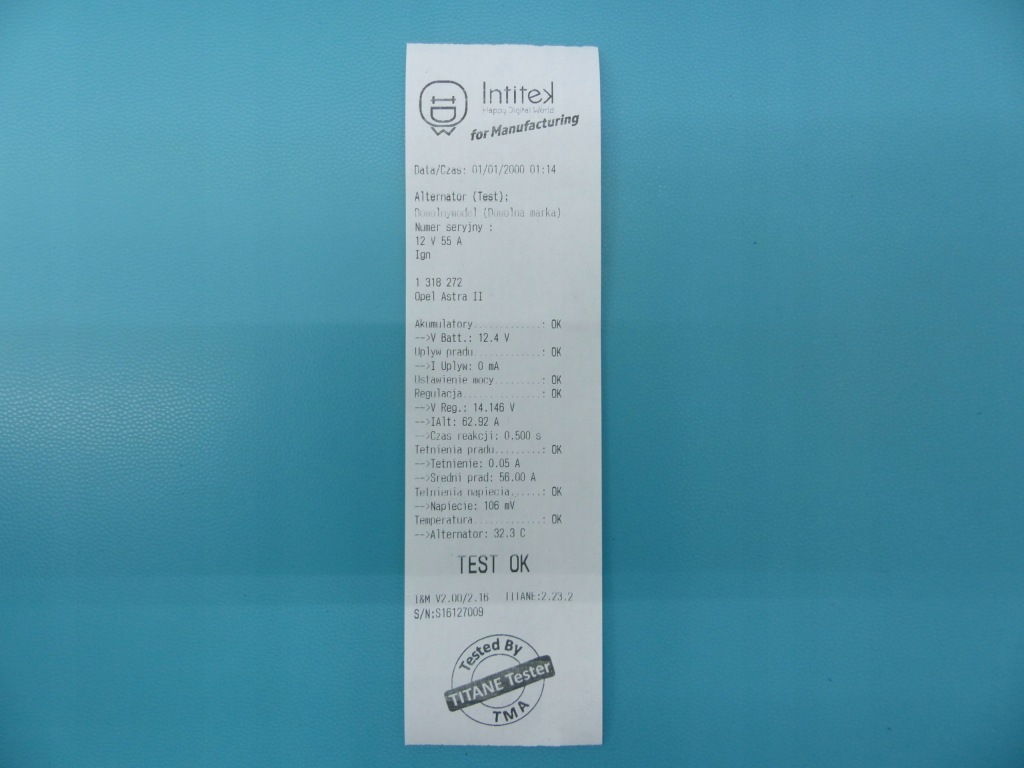 Intitek
Happy Digital World
for Manufacturing
Data/Czas: 01/01/2000 01:14
Alternator (Test):
Dowolnymodel (Dowolna marka)
Numer seryjny :
12 V 55 A
Ign
1 318 272
Opel Astra II
Akumulatory.............: OK
-->V Batt.: 12.4 V
Uplyw pradu.............: OK
-->I Uplyw: 0 mA
Ustawienie mocy.........: OK
Regulacja...............: OK
-->V Reg.: 14.146 V
-->IAlt: 62.92 A
-->Czas reakcji: 0.500 s
Tetnienia pradu.........: OK
-->Tetnienie: 0.05 A
-->Sredni prad: 56.00 A
Tetnienia napiecia......: OK
-->Napiecie: 106 mV
Temperatura.............: OK
-->Alternator: 32.3 C
TEST OK
I&M V2.00/2.16 TITANE:2.23.2
S/N:S16127009
Tested By
TITANE Tester
TMA